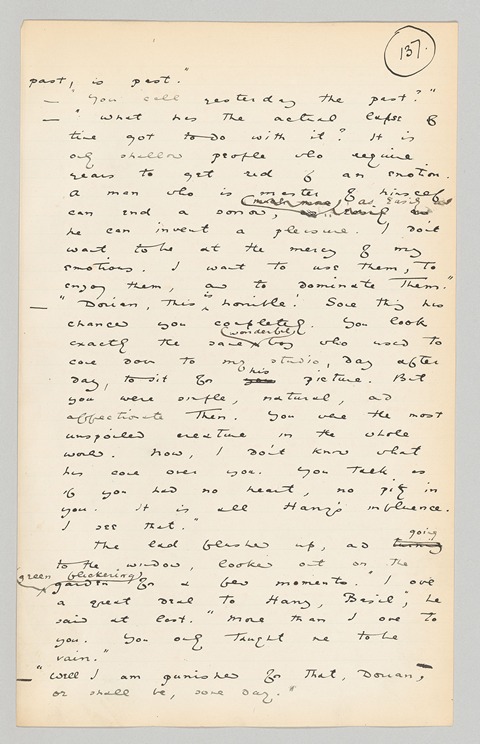 137.
past, is past."
— "You call yesterday the past?"
— "What has the actual lapse of
time got to do with it? It is
only shallow people who require
years to get rid of an emotion.
A man who is master of himself
can end a sorrow, as easily as
he can invent a pleasure. I don't
want to be at the mercy of my
emotions. I want to use them, to
enjoy them, and to dominate them."
— "Dorian, this is horrible! Something has
changed you completely. You look
exactly the same wonderful boy who used to
come down to my studio, day after
day, to sit for his picture. But
you were simple, natural, and
affectionate then. You were the most
unspoiled creature in the whole
world. Now, I don't know what
has come over you. You talk as
if you had no heart, no pity in
you. It is all Harry's influence.
I see that."
The lad flushed up, and going
to the window, looked out on the
green flickering garden for a few moments. "I owe
a great deal to Harry, Basil", he
said at last. "More than I owe to
you. You only taught me to be
vain."
— "Well I am punished for that, Dorian,
or shall be, some day."